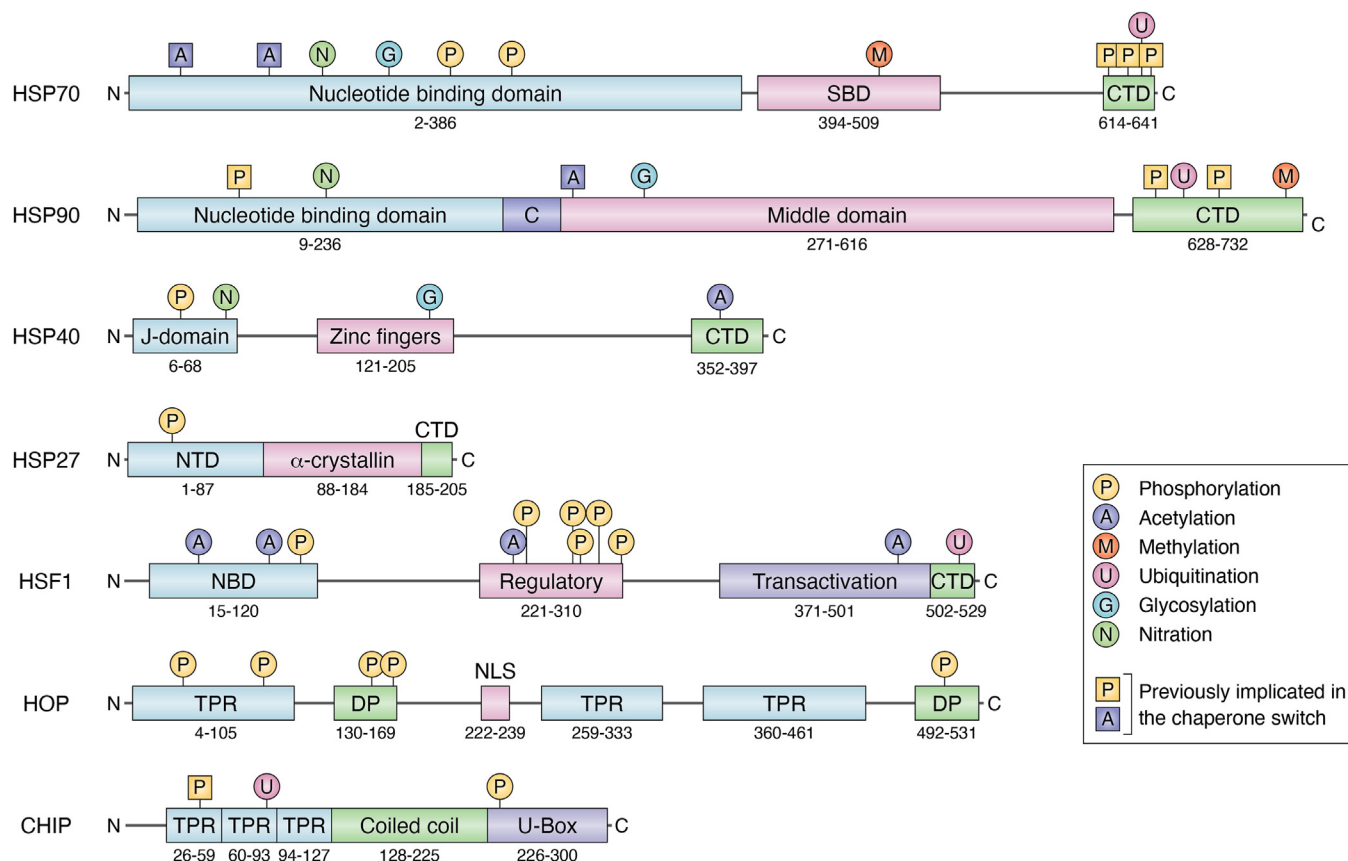 U
A A N G P P M P P P
HSP70 N Nucleotide binding domain SBD CTD C
2-386 394-509 614-641
P N A G P U P M
HSP90 N Nucleotide binding domain C Middle domain CTD C
9-236 271-616 628-732
P N G A
HSP40 N J-domain Zinc fingers CTD C
6-68 121-205 352-397
P CTD
HSP27 N NTD α-crystallin C
1-87 88-184 185-205
P P P
A A P A P P A U
HSF1 N NBD Regulatory Transactivation CTD C
15-120 221-310 371-501 502-529
P P P P NLS P
HOP N TPR DP TPR TPR DP C
4-105 130-169 222-239 259-333 360-461 492-531
P U P
CHIP N TPR TPR TPR Coiled coil U-Box C
26-59 60-93 94-127 128-225 226-300
P Phosphorylation
A Acetylation
M Methylation
U Ubiquitination
G Glycosylation
N Nitration
P Previously implicated in
A the chaperone switch